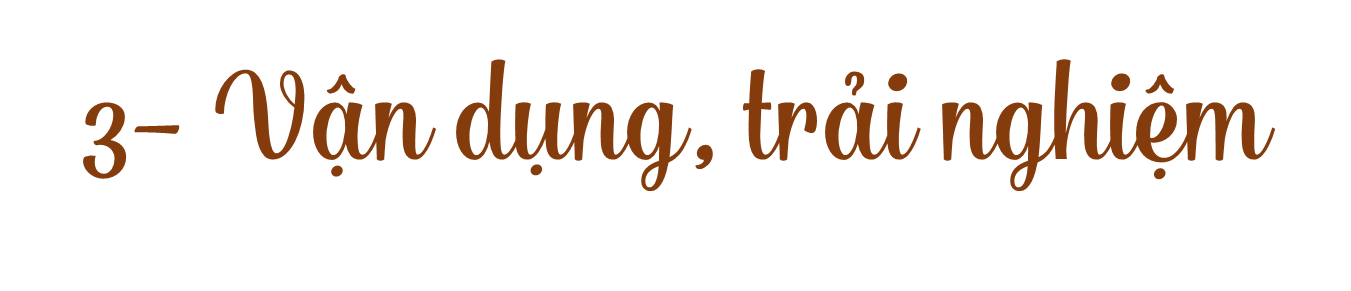 3- Vận dụng, trải nghiệm